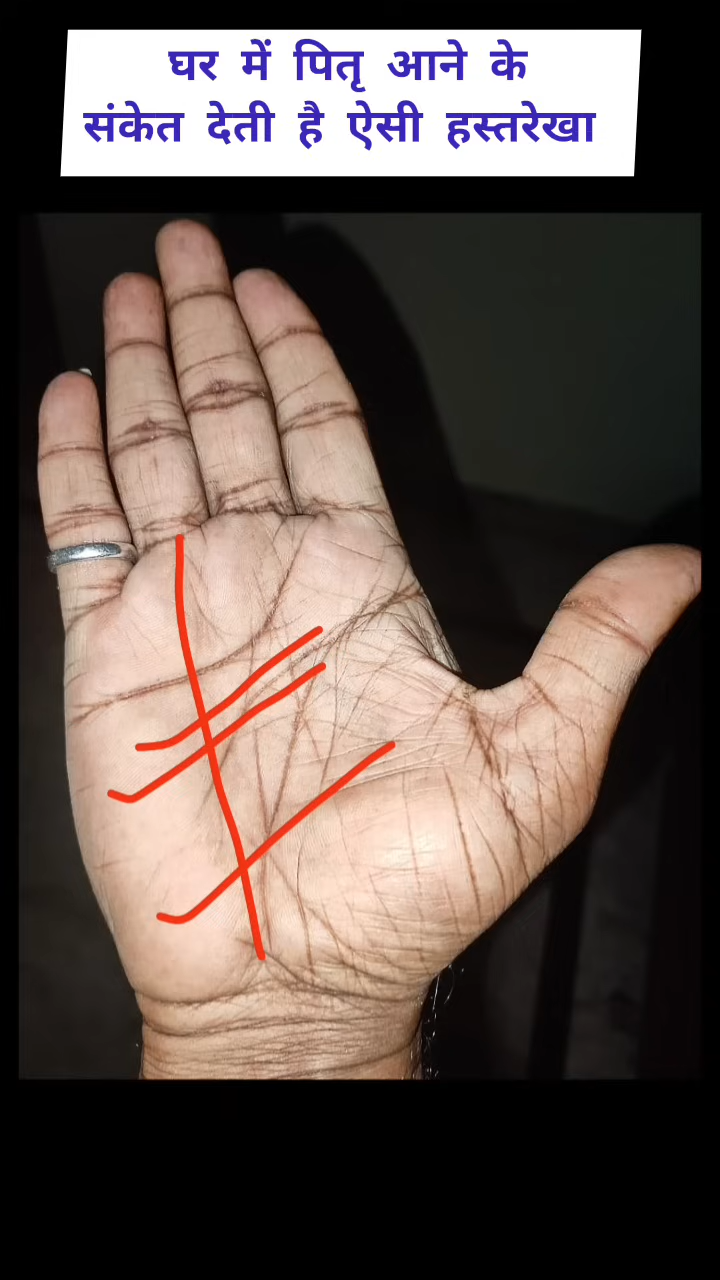 घर में पितृ आने के
संकेत देती है ऐसी हस्तरेखा